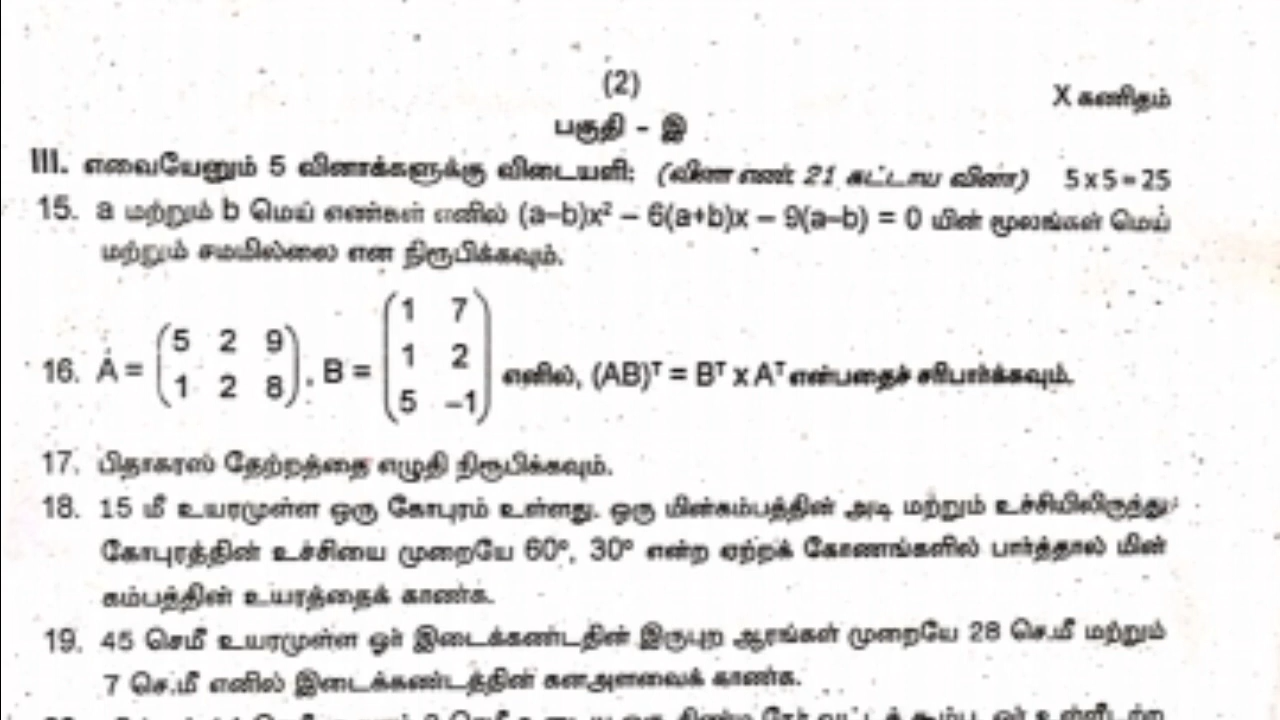 (2)
X கணிதம்
பகுதி - இ
III. எவையேனும் 5 வினாக்களுக்கு விடையளி: (வினா எண் 21 கட்டாய வினா) 5 x 5 = 25
15. a மற்றும் b மெய் எண்கள் எனில் (a–b)x² – 6(a+b)x – 9(a–b) = 0 யின் மூலங்கள் மெய்
மற்றும் சமமில்லை என நிரூபிக்கவும்.
16. A = (5 2 9
1 2 8), B = (1 7
1 2
5 –1) எனில், (AB)ᵀ = Bᵀ x Aᵀ என்பதைச் சரிபார்க்கவும்.
17. பிதாகரஸ் தேற்றத்தை எழுதி நிரூபிக்கவும்.
18. 15 மீ உயரமுள்ள ஒரு கோபுரம் உள்ளது. ஒரு மின்கம்பத்தின் அடி மற்றும் உச்சியிலிருந்து
கோபுரத்தின் உச்சியை முறையே 60°, 30° என்ற ஏற்றக் கோணங்களில் பார்த்தால் மின்
கம்பத்தின் உயரத்தைக் காண்க.
19. 45 செமீ உயரமுள்ள ஓர் இடைக்கண்டதின் இருபுற ஆரங்கள் முறையே 28 செ.மீ மற்றும்
7 செ.மீ எனில் இடைக்கண்டத்தின் கனஅளவைக் காண்க.